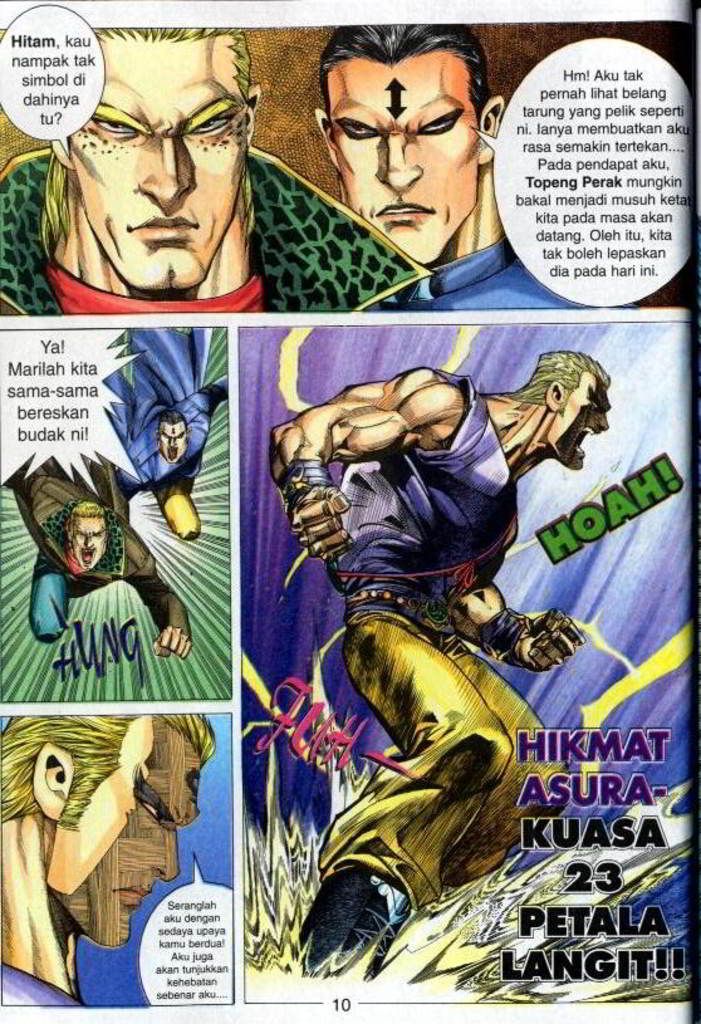 Hitam, kau
nampak tak
simbol di
dahinya
tu?
Hm! Aku tak
pernah lihat belang
tarung yang pelik seperti
ni. Ianya membuatkan aku
rasa semakin tertekan....
Pada pendapat aku,
Topeng Perak mungkin
bakal menjadi musuh ketat
kita pada masa akan
datang. Oleh itu, kita
tak boleh lepaskan
dia pada hari ini.
Ya!
Marilah kita
sama-sama
bereskan
budak ni!
HUNG
HOAH!
HIKMAT
ASURA-
KUASA
23
PETALA
LANGIT!!
Seranglah
aku dengan
sedaya upaya
kamu berdua!
Aku juga
akan tunjukkan
kehebatan
sebenar aku....
10